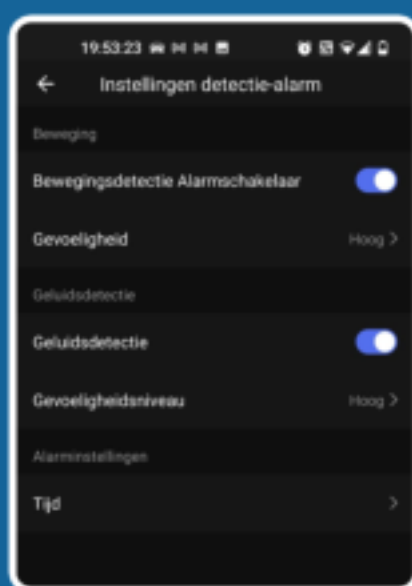 19:53:23
Instellingen detectie-alarm
Beweging
Bewegingsdetectie Alarmschakelaar
Gevoeligheid Hoog
Geluidsdetectie
Geluidsdetectie
Gevoeligheidsniveau Hoog
Alarminstellingen
Tijd